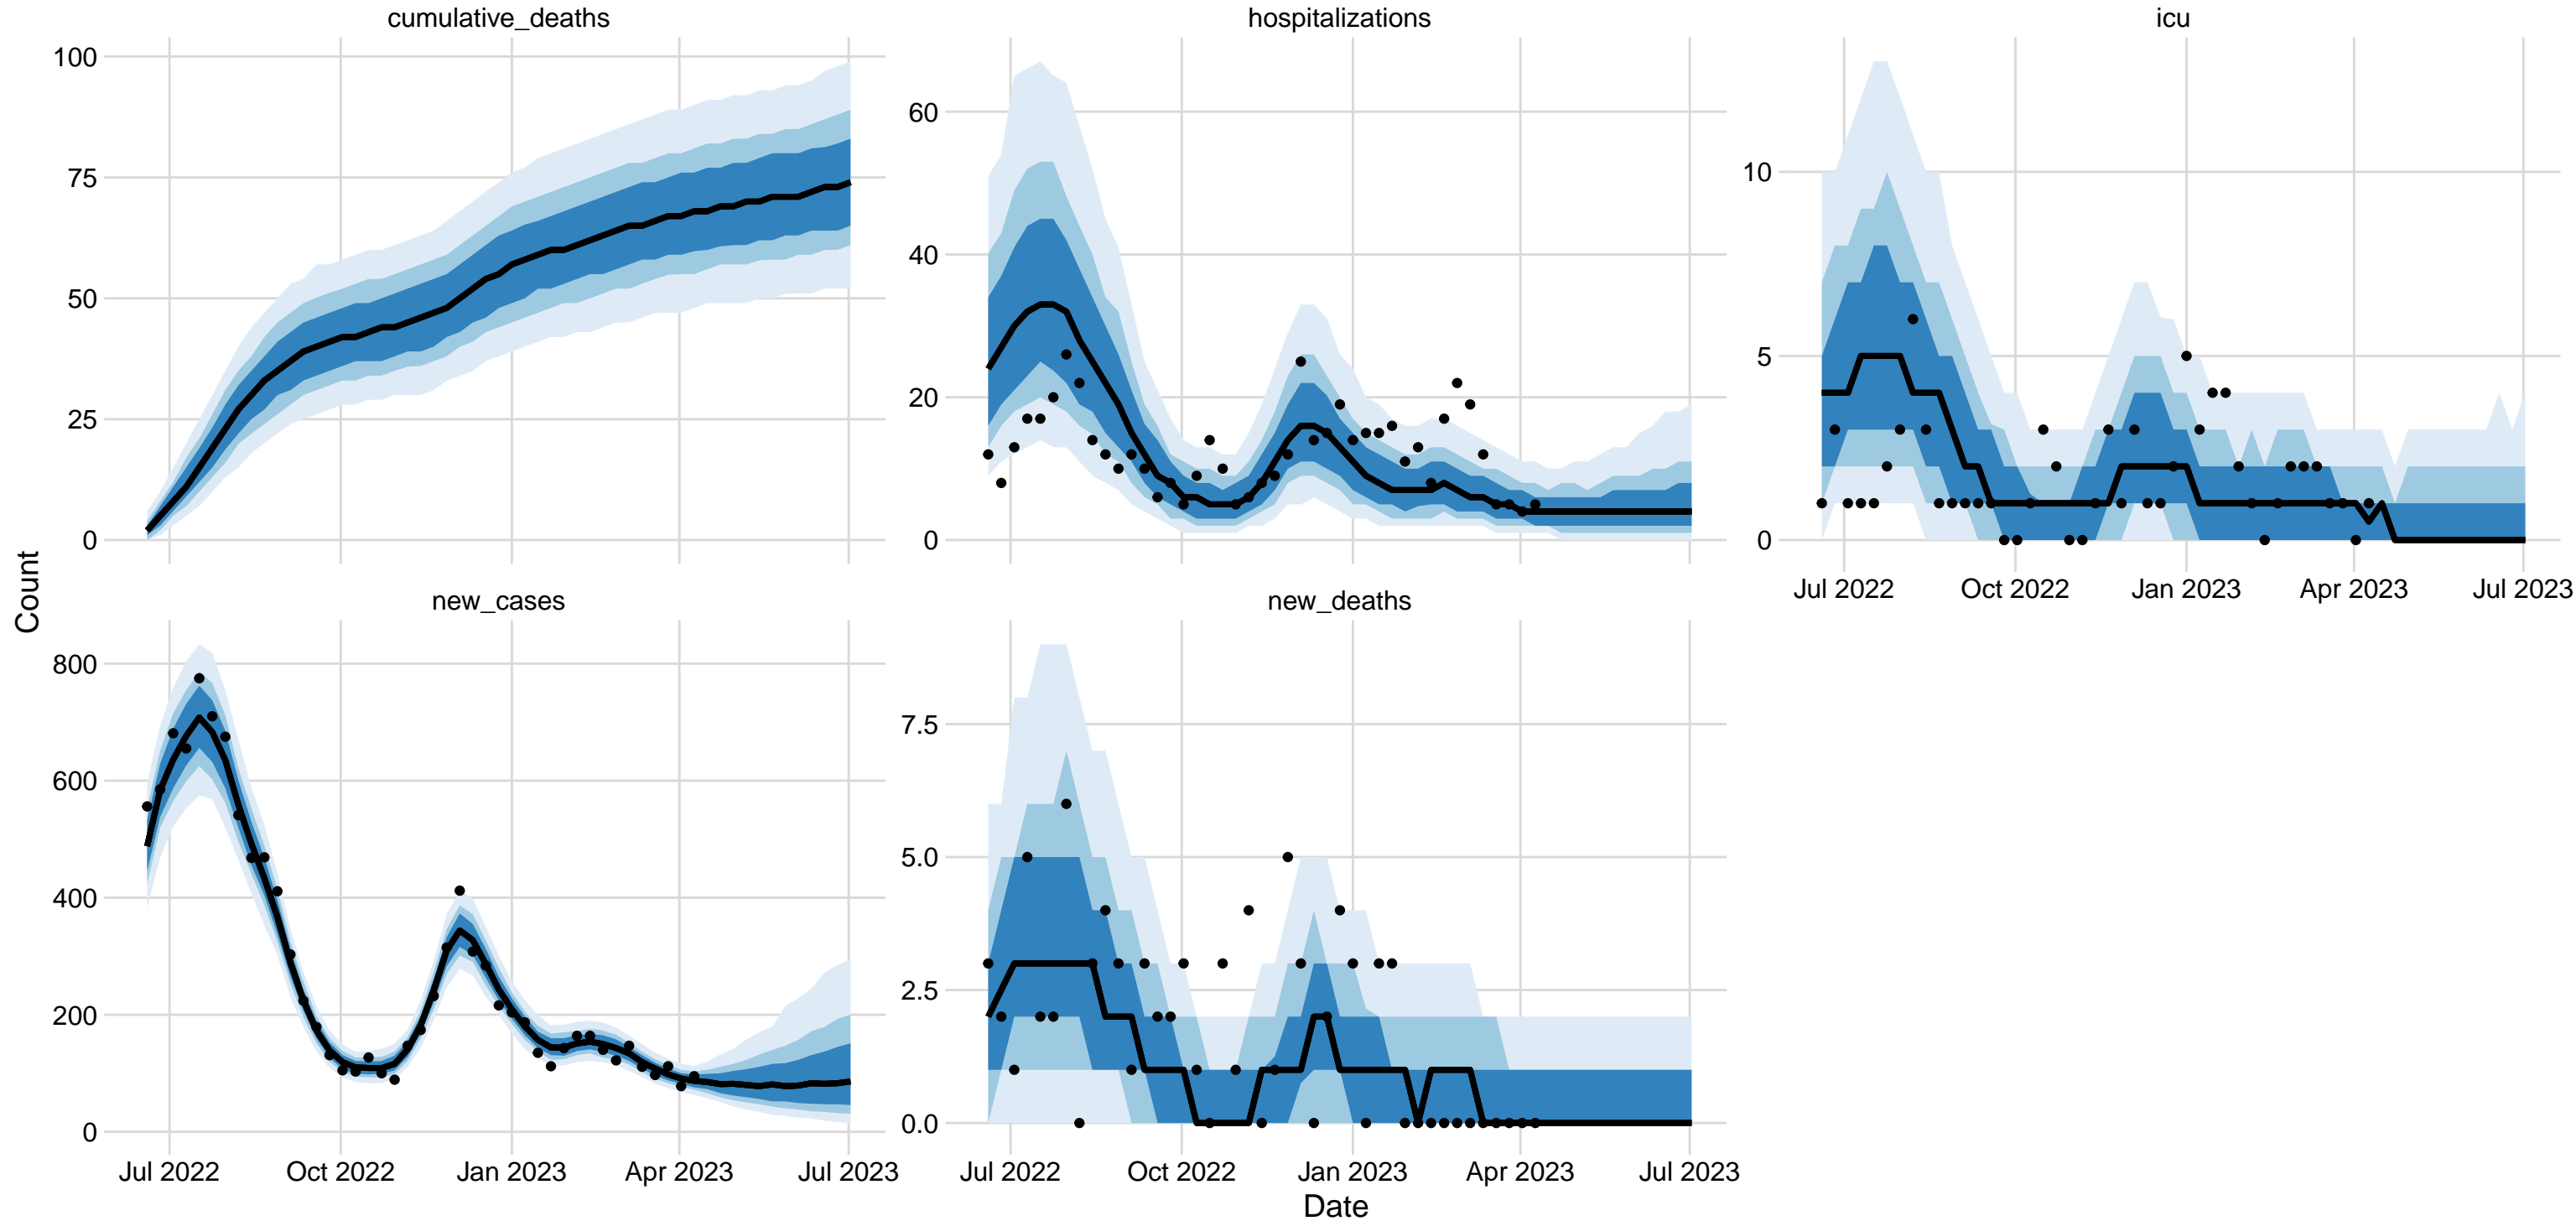 cumulative_deaths
hospitalizations
icu
100
75
50
25
0
60
40
20
0
10
5
0
Jul 2022 Oct 2022 Jan 2023 Apr 2023 Jul 2023
Count
new_cases
new_deaths
800
600
400
200
0
7.5
5.0
2.5
0.0
Jul 2022 Oct 2022 Jan 2023 Apr 2023 Jul 2023
Jul 2022 Oct 2022 Jan 2023 Apr 2023 Jul 2023
Date